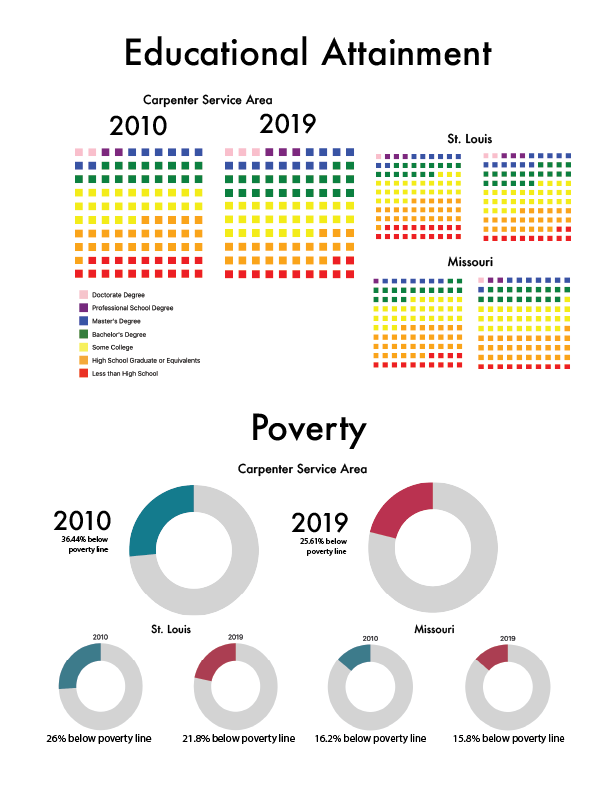 Educational Attainment
Carpenter Service Area
2010
2019
St. Louis
Missouri
Doctorate Degree
Professional School Degree
Master's Degree
Bachelor's Degree
Some College
High School Graduate or Equivalents
Less than High School
Poverty
Carpenter Service Area
2010
36.44% below
poverty line
2019
25.61% below
poverty line
St. Louis
Missouri
2010
2019
2010
2019
26% below poverty line
21.8% below poverty line
16.2% below poverty line
15.8% below poverty line